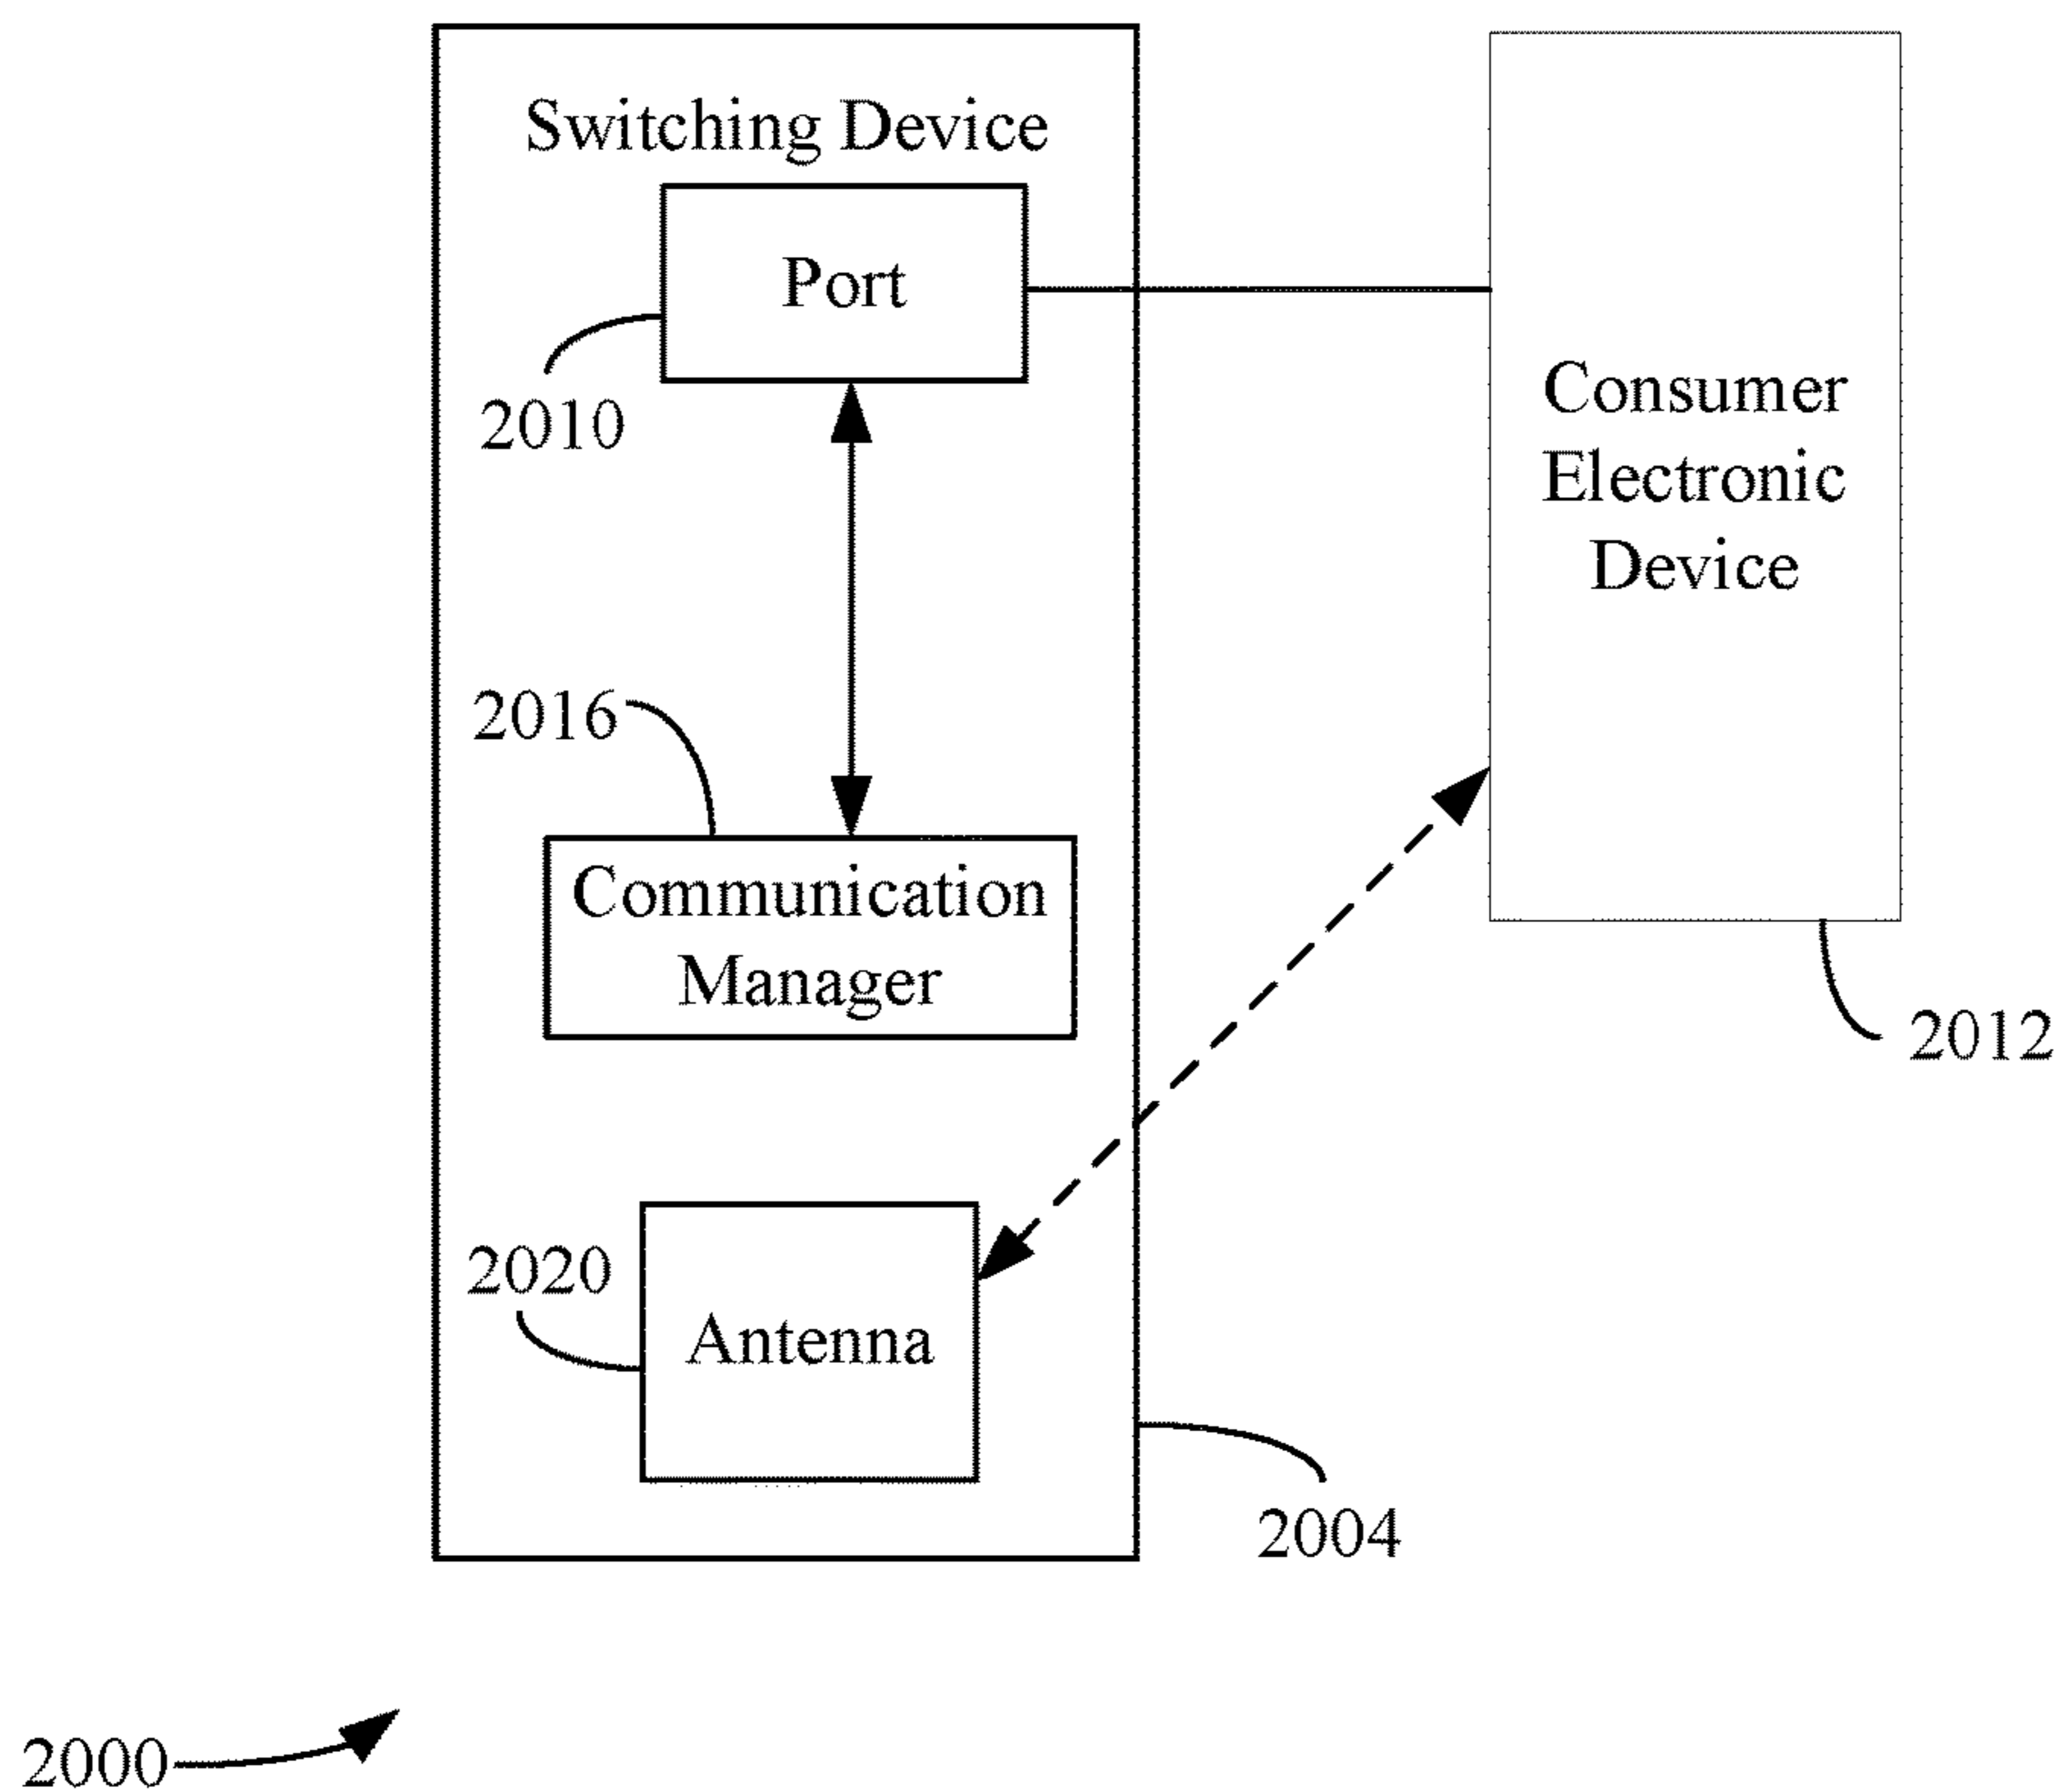 Switching Device
Port
2010
Consumer
Electronic
Device
2016
Communication
Manager
2012
2020
Antenna
2004
2000